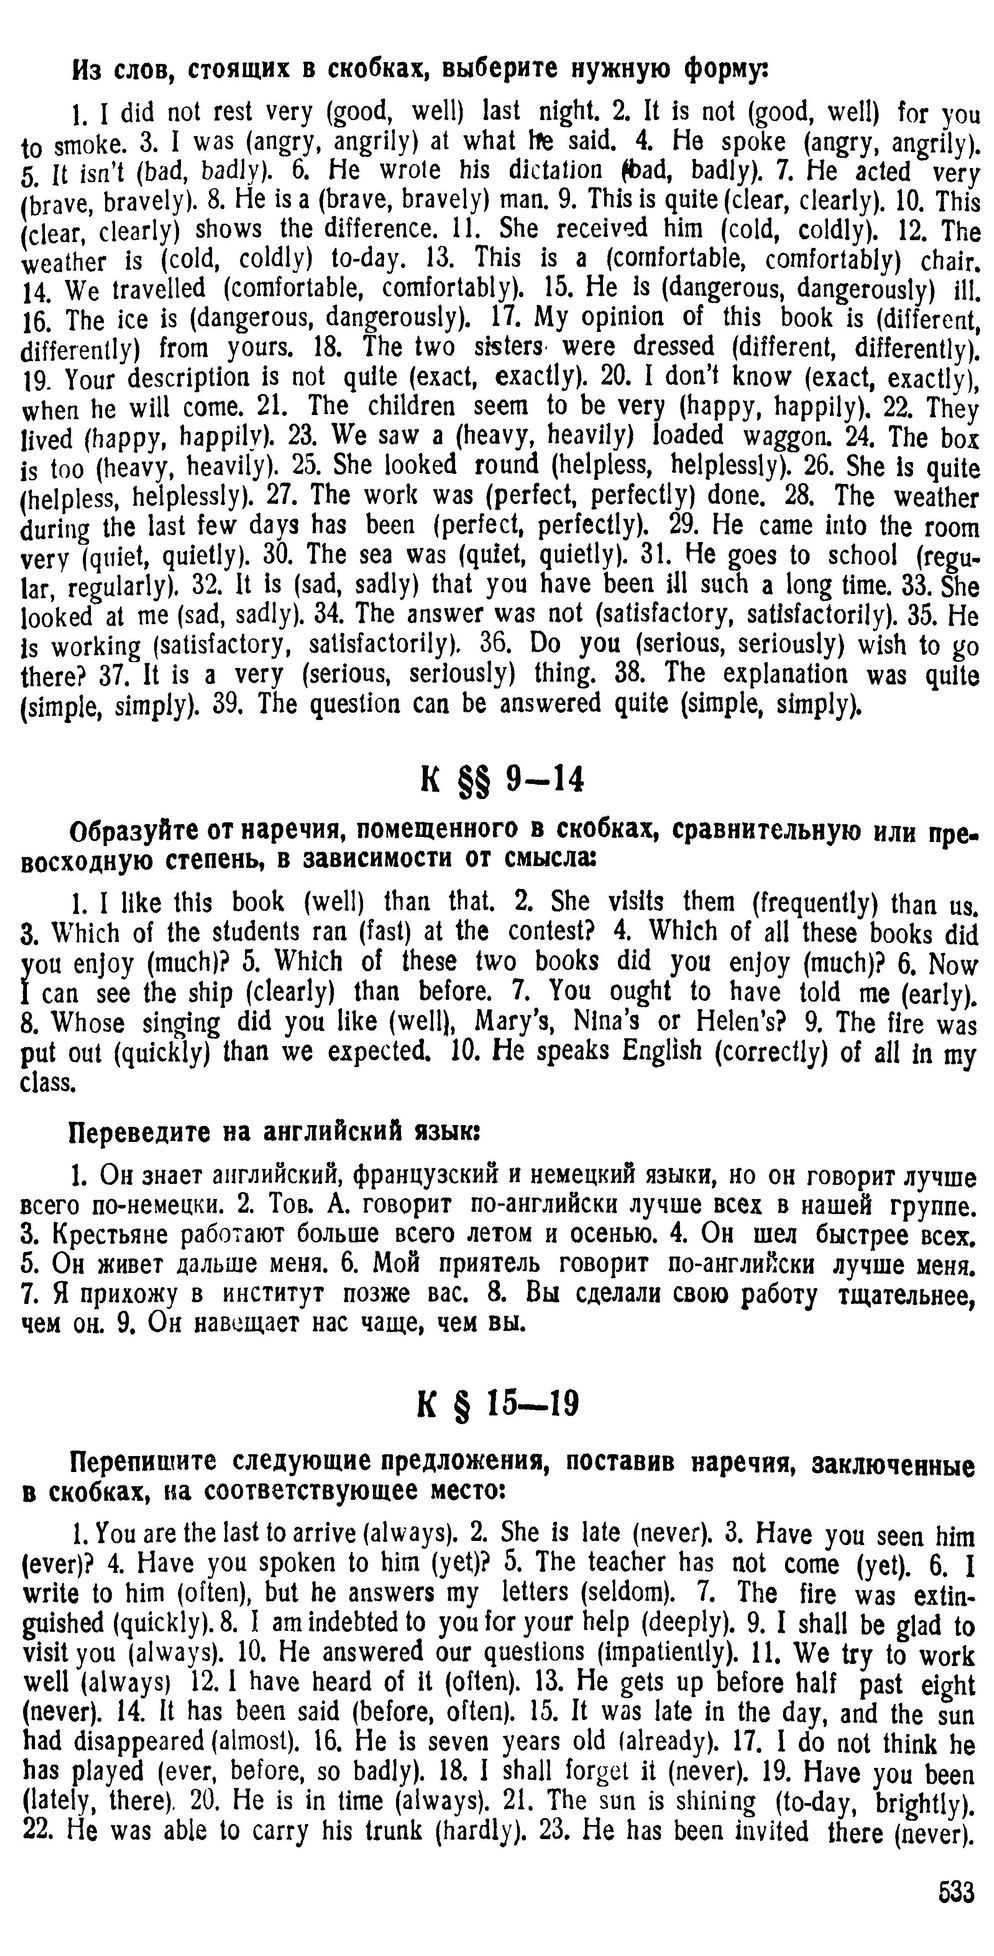 Из слов, стоящих в скобках, выберите нужную форму:
1. I did not rest very (good, well) last night. 2. It is not (good, well) for you
to smoke. 3. I was (angry, angrily) at what he said. 4. He spoke (angry, angrily).
5. It isn't (bad, badly). 6. He wrote his dictation (bad, badly). 7. He acted very
(brave, bravely). 8. He is a (brave, bravely) man. 9. This is quite (clear, clearly). 10. This
(clear, clearly) shows the difference. 11. She received him (cold, coldly). 12. The
weather is (cold, coldly) to-day. 13. This is a (comfortable, comfortably) chair.
14. We travelled (comfortable, comfortably). 15. He is (dangerous, dangerously) ill.
16. The ice is (dangerous, dangerously). 17. My opinion of this book is (different,
differently) from yours. 18. The two sisters were dressed (different, differently).
19. Your description is not quite (exact, exactly). 20. I don't know (exact, exactly),
when he will come. 21. The children seem to be very (happy, happily). 22. They
lived (happy, happily). 23. We saw a (heavy, heavily) loaded waggon. 24. The box
is too (heavy, heavily). 25. She looked round (helpless, helplessly). 26. She is quite
(helpless, helplessly). 27. The work was (perfect, perfectly) done. 28. The weather
during the last few days has been (perfect, perfectly). 29. He came into the room
very (quiet, quietly). 30. The sea was (quiet, quietly). 31. He goes to school (regu-
lar, regularly). 32. It is (sad, sadly) that you have been ill such a long time. 33. She
looked at me (sad, sadly). 34. The answer was not (satisfactory, satisfactorily). 35. He
is working (satisfactory, satisfactorily). 36. Do you (serious, seriously) wish to go
there? 37. It is a very (serious, seriously) thing. 38. The explanation was quite
(simple, simply). 39. The question can be answered quite (simple, simply).
К §§ 9—14
Образуйте от наречия, помещенного в скобках, сравнительную или пре-
восходную степень, в зависимости от смысла:
1. I like this book (well) than that. 2. She visits them (frequently) than us.
3. Which of the students ran (fast) at the contest? 4. Which of all these books did
you enjoy (much)? 5. Which of these two books did you enjoy (much)? 6. Now
I can see the ship (clearly) than before. 7. You ought to have told me (early).
8. Whose singing did you like (well), Mary's, Nina's or Helen's? 9. The fire was
put out (quickly) than we expected. 10. He speaks English (correctly) of all in my
class.
Переведите на английский язык:
1. Он знает английский, французский и немецкий языки, но он говорит лучше
всего по-немецки. 2. Тов. А. говорит по-английски лучше всех в нашей группе.
3. Крестьяне работают больше всего летом и осенью. 4. Он шел быстрее всех.
5. Он живет дальше меня. 6. Мой приятель говорит по-английски лучше меня.
7. Я прихожу в институт позже вас. 8. Вы сделали свою работу тщательнее,
чем он. 9. Он навещает нас чаще, чем вы.
К § 15—19
Перепишите следующие предложения, поставив наречия, заключенные
в скобках, на соответствующее место:
1. You are the last to arrive (always). 2. She is late (never). 3. Have you seen him
(ever)? 4. Have you spoken to him (yet)? 5. The teacher has not come (yet). 6. I
write to him (often), but he answers my letters (seldom). 7. The fire was extin-
guished (quickly). 8. I am indebted to you for your help (deeply). 9. I shall be glad to
visit you (always). 10. He answered our questions (impatiently). 11. We try to work
well (always) 12. I have heard of it (often). 13. He gets up before half past eight
(never). 14. It has been said (before, often). 15. It was late in the day, and the sun
had disappeared (almost). 16. He is seven years old (already). 17. I do not think he
has played (ever, before, so badly). 18. I shall forget it (never). 19. Have you been
(lately, there). 20. He is in time (always). 21. The sun is shining (to-day, brightly).
22. He was able to carry his trunk (hardly). 23. He has been invited there (never).
533